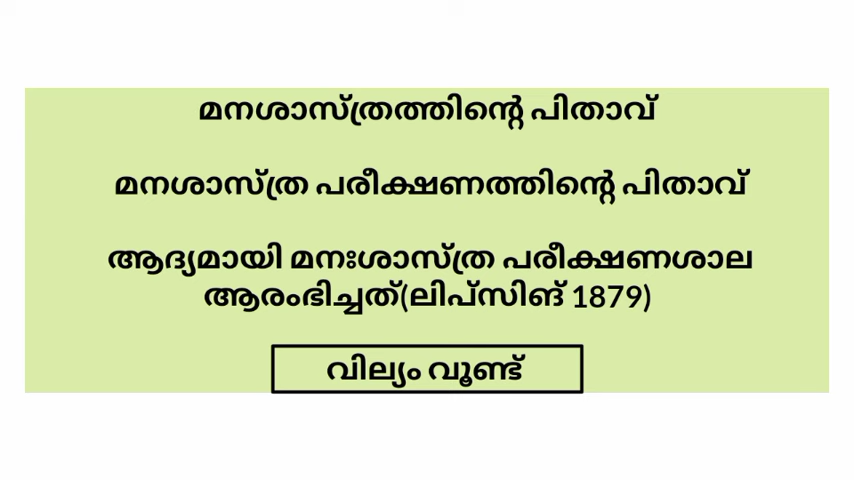 മനശാസ്ത്രത്തിന്റെ പിതാവ്
മനശാസ്ത്ര പരീക്ഷണത്തിന്റെ പിതാവ്
ആദ്യമായി മനഃശാസ്ത്ര പരീക്ഷണശാല
ആരംഭിച്ചത്(ലിപ്സിങ് 1879)
വില്യം വൂണ്ട്